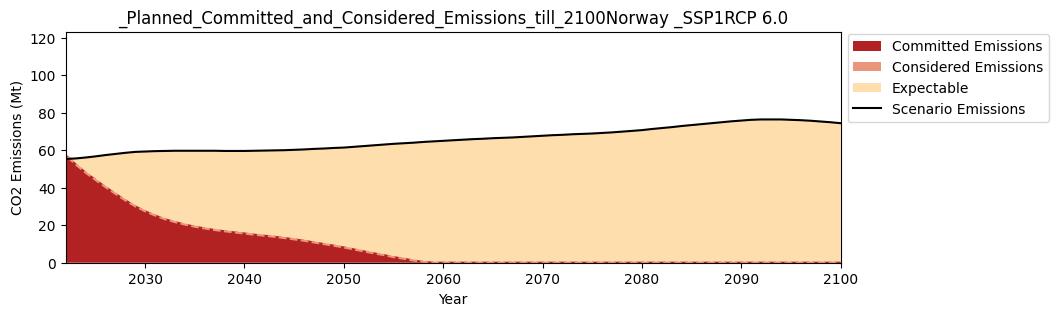 _Planned_Committed_and_Considered_Emissions_till_2100Norway _SSP1RCP 6.0
120
100
80
60
40
20
0
CO2 Emissions (Mt)
2030 2040 2050 2060 2070 2080 2090 2100
Year
Committed Emissions
Considered Emissions
Expectable
Scenario Emissions